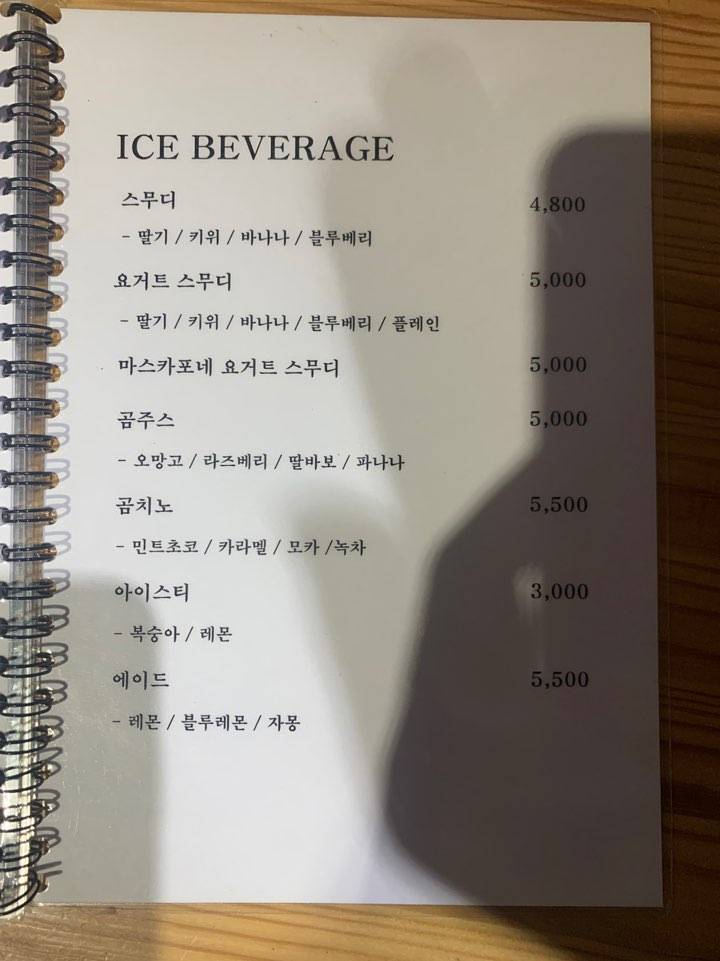 ICE BEVERAGE
스무디 4,800
- 딸기 / 키위 / 바나나 / 블루베리
요거트 스무디 5,000
- 딸기 / 키위 / 바나나 / 블루베리 / 플레인
마스카포네 요거트 스무디 5,000
곰주스 5,000
- 오망고 / 라즈베리 / 딸바보 / 파나나
곰치노 5,500
- 민트초코 / 카라멜 / 모카 /녹차
아이스티 3,000
- 복숭아 / 레몬
에이드 5,500
- 레몬 / 블루레몬 / 자몽